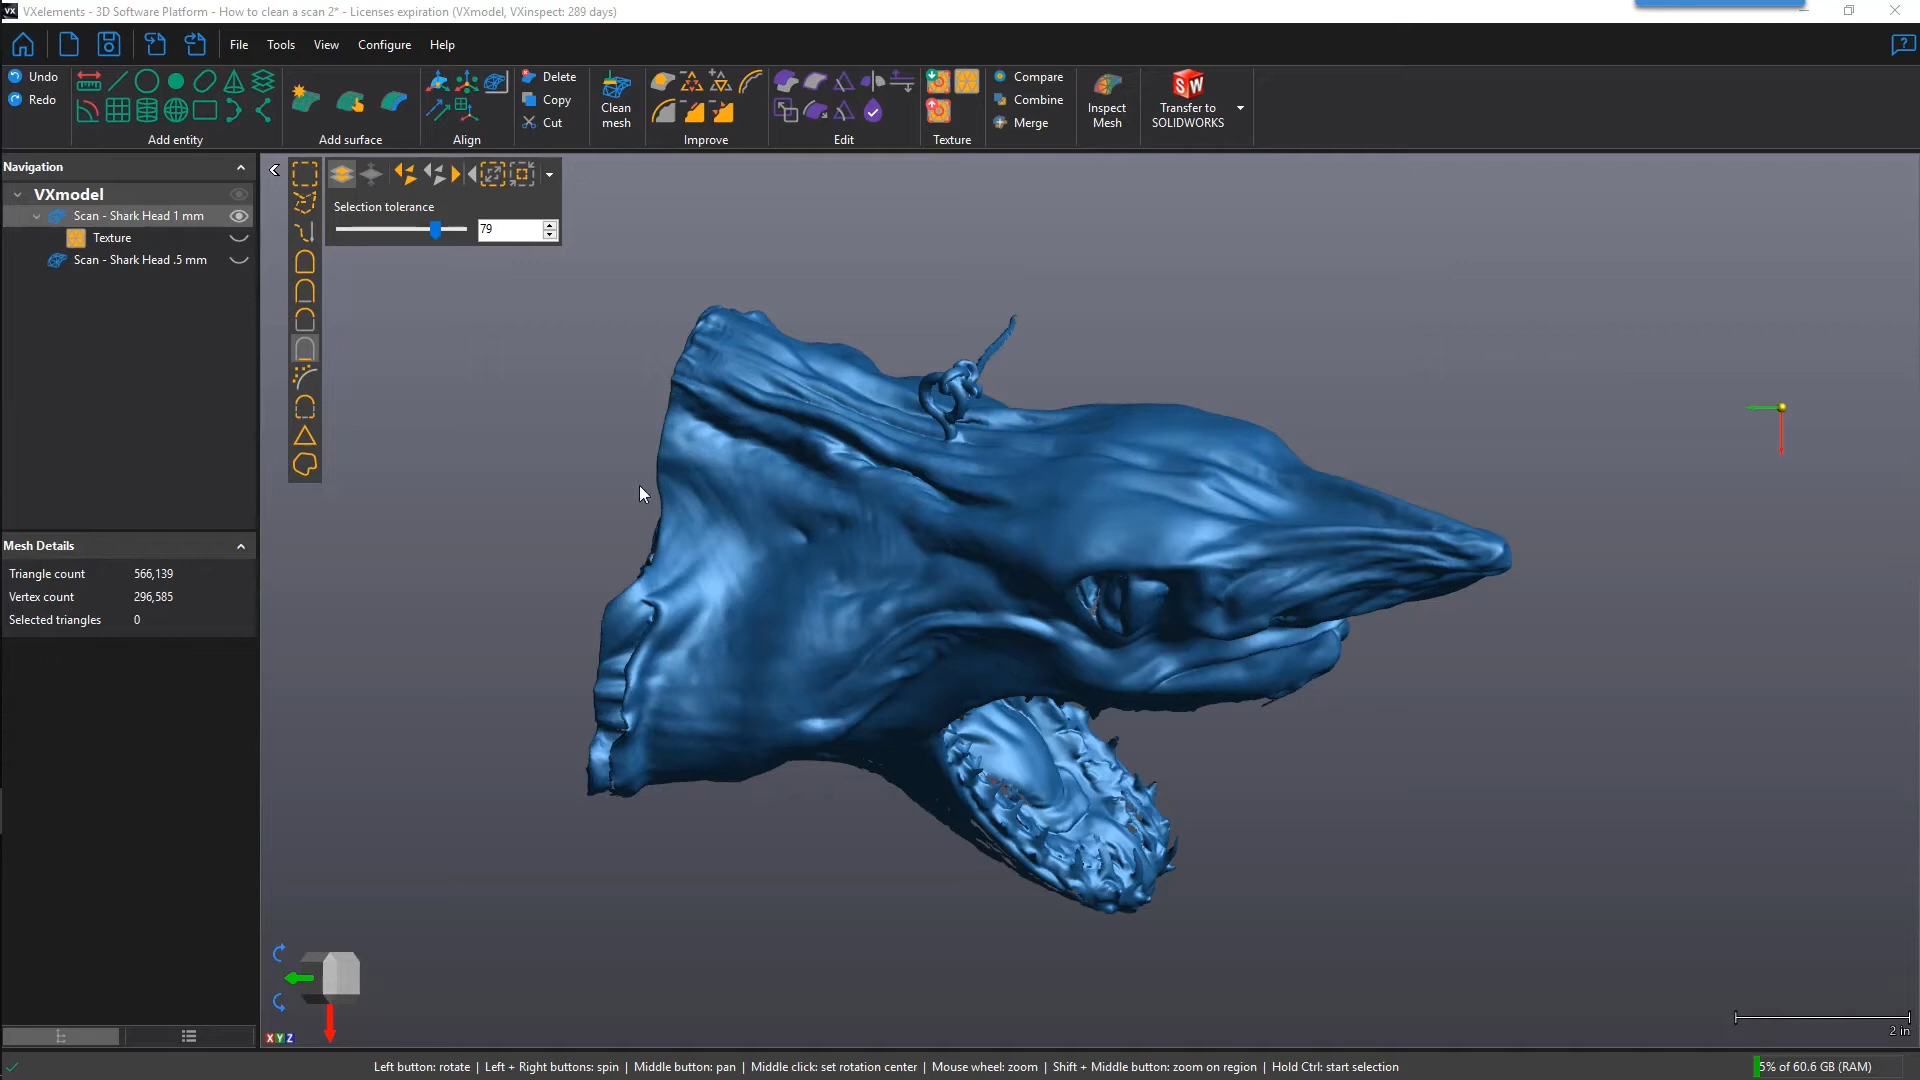 VX VXelements - 3D Software Platform - How to clean a scan 2* - Licenses expiration (VXmodel, VXinspect: 289 days)
File Tools View Configure Help
Undo
Redo
Add entity
Add surface
Align
Delete
Copy
Cut
Clean
mesh
Improve
Edit
Texture
Compare
Combine
Merge
Inspect
Mesh
SW
Transfer to
SOLIDWORKS
Navigation
VXmodel
Scan - Shark Head 1 mm
Texture
Scan - Shark Head .5 mm
Selection tolerance
79
Mesh Details
Triangle count 566,139
Vertex count 296,585
Selected triangles 0
XYZ
2 in
Left button: rotate | Left + Right buttons: spin | Middle button: pan | Middle click: set rotation center | Mouse wheel: zoom | Shift + Middle button: zoom on region | Hold Ctrl: start selection
5% of 60.6 GB (RAM)